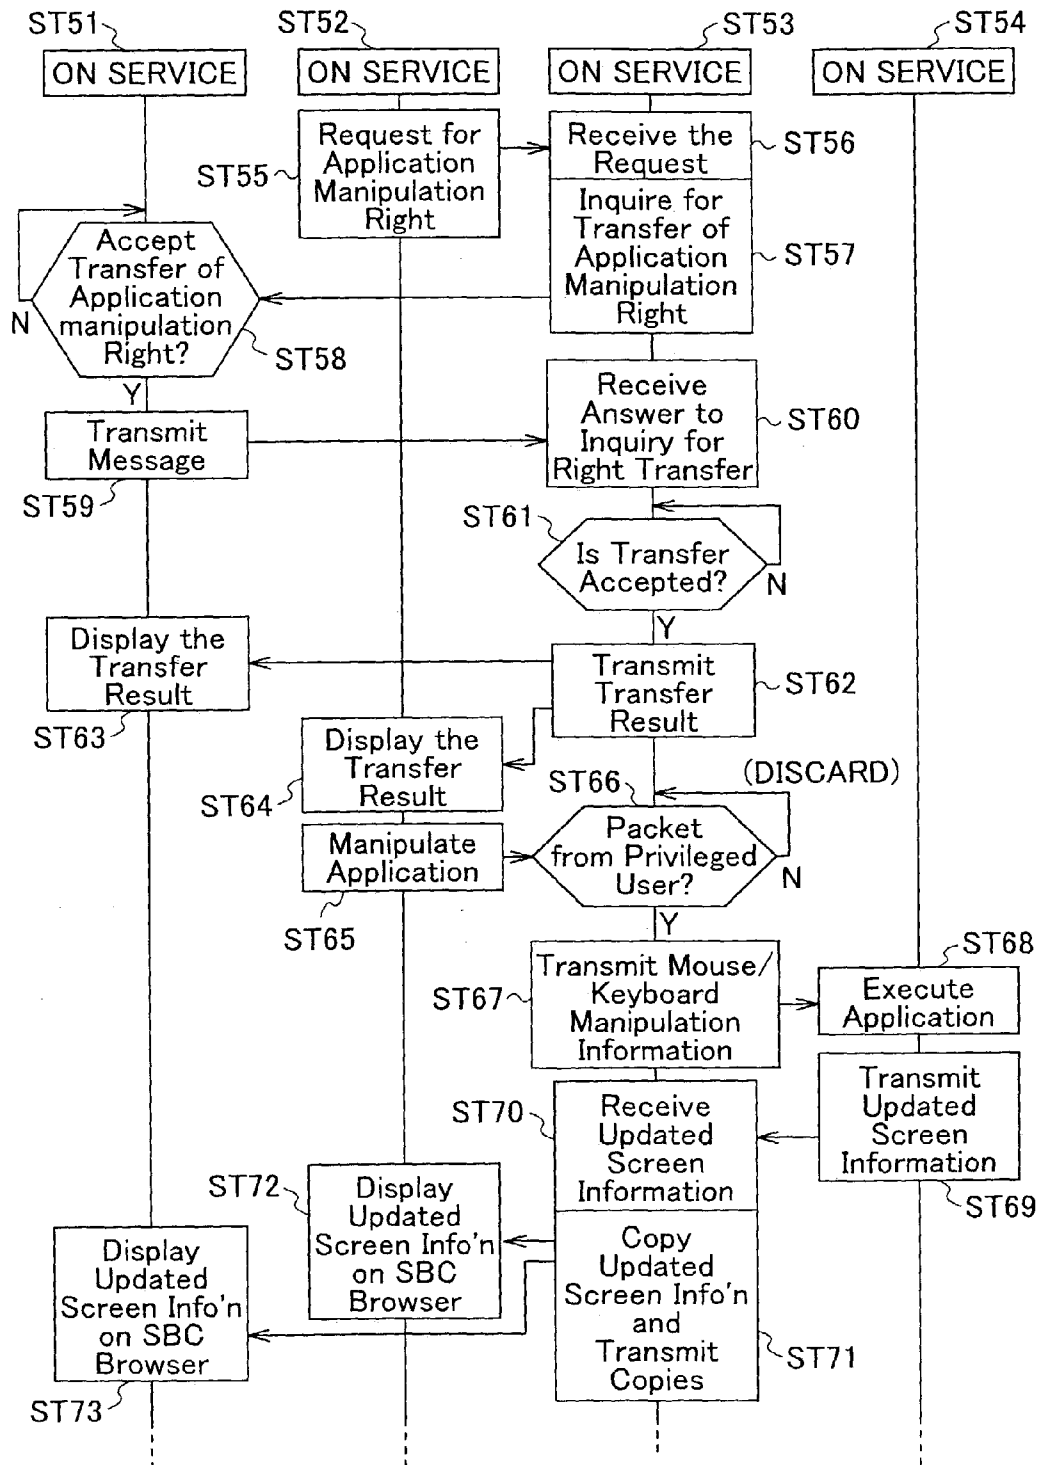 ST51
ST52
ST53
ST54
ON SERVICE
ON SERVICE
ON SERVICE
ON SERVICE
Request for
Application
Manipulation
Right
ST55
Receive the
Request
ST56
Inquire for
Transfer of
Application
Manipulation
Right
ST57
Accept
Transfer of
Application
manipulation
Right?
N
ST58
Y
Transmit
Message
ST59
Receive
Answer to
Inquiry for
Right Transfer
ST60
ST61
Is Transfer
Accepted?
N
Y
Display the
Transfer
Result
ST63
Transmit
Transfer
Result
ST62
Display the
Transfer
Result
ST64
ST66
(DISCARD)
Manipulate
Application
ST65
Packet
from Privileged
User?
N
Y
ST67
Transmit Mouse/
Keyboard
Manipulation
Information
ST68
Execute
Application
Transmit
Updated
Screen
Information
ST69
ST70
Receive
Updated
Screen
Information
ST72
Display
Updated
Screen Info'n
on SBC
Browser
Copy
Updated
Screen Info'n
and
Transmit
Copies
ST71
Display
Updated
Screen Info'n
on SBC
Browser
ST73